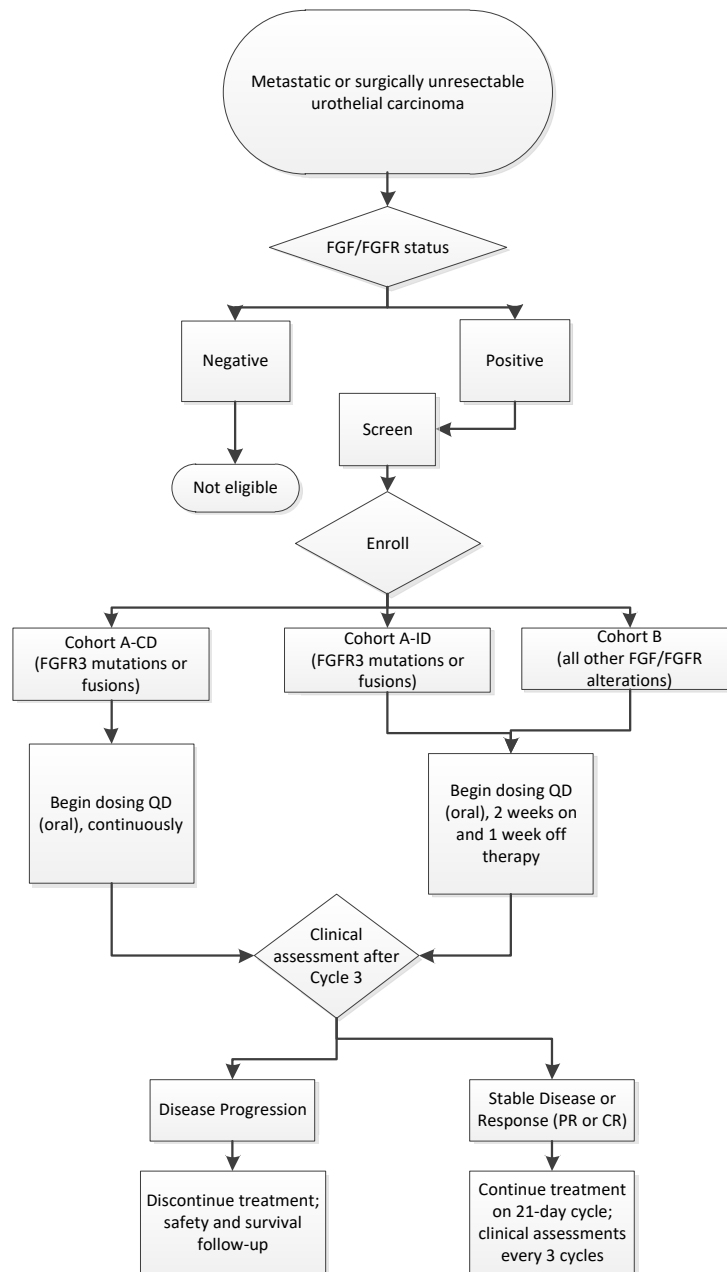 Metastatic or surgically unresectable
urothelial carcinoma
FGF/FGFR status
Negative
Positive
Screen
Not eligible
Enroll
Cohort A-CD
(FGFR3 mutations or
fusions)
Cohort A-ID
(FGFR3 mutations or
fusions)
Cohort B
(all other FGF/FGFR
alterations)
Begin dosing QD
(oral), continuously
Begin dosing QD
(oral), 2 weeks on
and 1 week off
therapy
Clinical
assessment after
Cycle 3
Disease Progression
Stable Disease or
Response (PR or CR)
Discontinue treatment;
safety and survival
follow-up
Continue treatment
on 21-day cycle;
clinical assessments
every 3 cycles